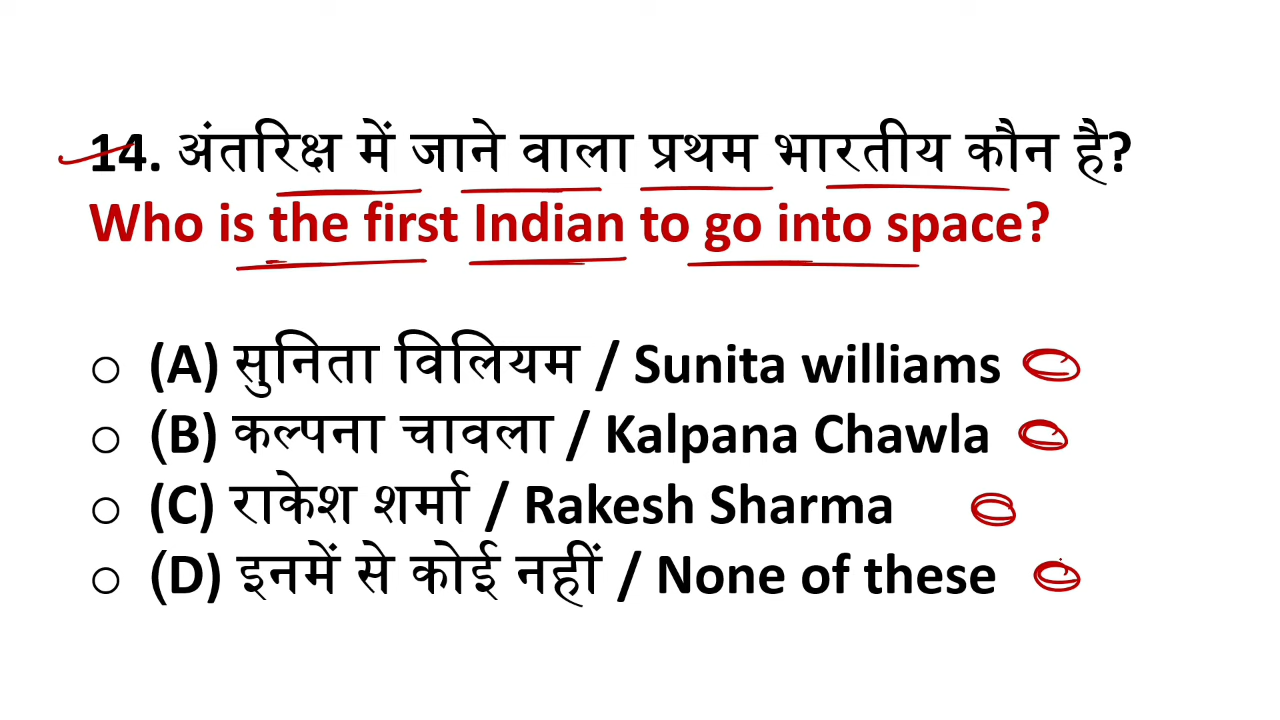 14. अंतरिक्ष में जाने वाला प्रथम भारतीय कौन है?
Who is the first Indian to go into space?
(A) सुनिता विलियम / Sunita williams
(B) कल्पना चावला / Kalpana Chawla
(C) राकेश शर्मा / Rakesh Sharma
(D) इनमें से कोई नहीं / None of these